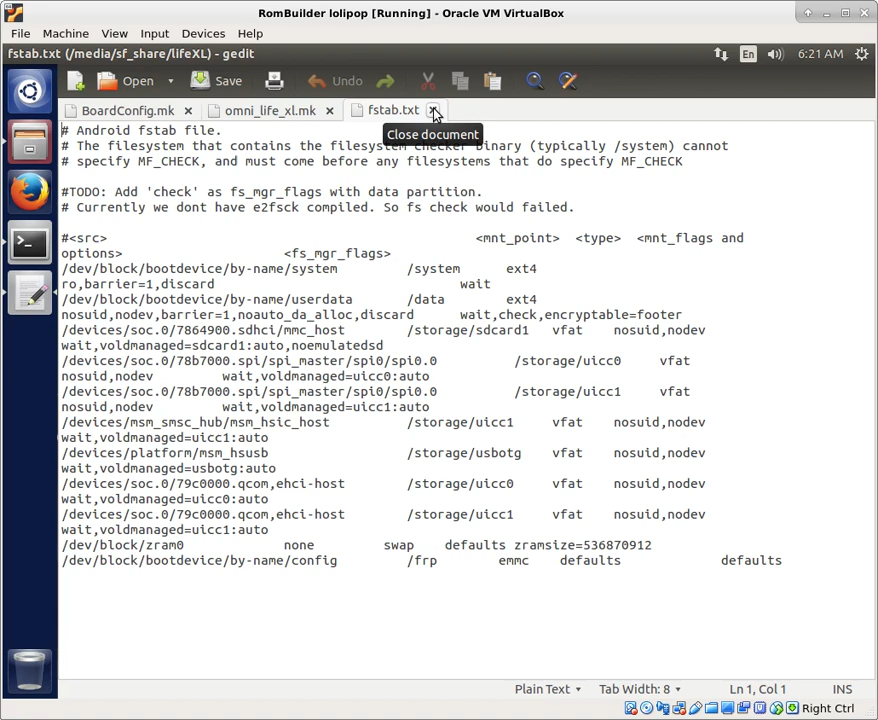 RomBuilder lolipop [Running] - Oracle VM VirtualBox
File Machine View Input Devices Help
fstab.txt (/media/sf_share/lifeXL) - gedit En 6:21 AM
Open Save Undo
BoardConfig.mk omni_life_xl.mk fstab.txt
Close document
# Android fstab file.
# The filesystem that contains the filesystem checker binary (typically /system) cannot
# specify MF_CHECK, and must come before any filesystems that do specify MF_CHECK
#TODO: Add 'check' as fs_mgr_flags with data partition.
# Currently we dont have e2fsck compiled. So fs check would failed.
#<src> <mnt_point> <type> <mnt_flags and
options> <fs_mgr_flags>
/dev/block/bootdevice/by-name/system /system ext4
ro,barrier=1,discard wait
/dev/block/bootdevice/by-name/userdata /data ext4
nosuid,nodev,barrier=1,noauto_da_alloc,discard wait,check,encryptable=footer
/devices/soc.0/7864900.sdhci/mmc_host /storage/sdcard1 vfat nosuid,nodev
wait,voldmanaged=sdcard1:auto,noemulatedsd
/devices/soc.0/78b7000.spi/spi_master/spi0/spi0.0 /storage/uicc0 vfat
nosuid,nodev wait,voldmanaged=uicc0:auto
/devices/soc.0/78b7000.spi/spi_master/spi0/spi0.0 /storage/uicc1 vfat
nosuid,nodev wait,voldmanaged=uicc1:auto
/devices/msm_smsc_hub/msm_hsic_host /storage/uicc1 vfat nosuid,nodev
wait,voldmanaged=uicc1:auto
/devices/platform/msm_hsusb /storage/usbotg vfat nosuid,nodev
wait,voldmanaged=usbotg:auto
/devices/soc.0/79c0000.qcom,ehci-host /storage/uicc0 vfat nosuid,nodev
wait,voldmanaged=uicc0:auto
/devices/soc.0/79c0000.qcom,ehci-host /storage/uicc1 vfat nosuid,nodev
wait,voldmanaged=uicc1:auto
/dev/block/zram0 none swap defaults zramsize=536870912
/dev/block/bootdevice/by-name/config /frp emmc defaults defaults
Plain Text Tab Width: 8 Ln 1, Col 1 INS
Right Ctrl